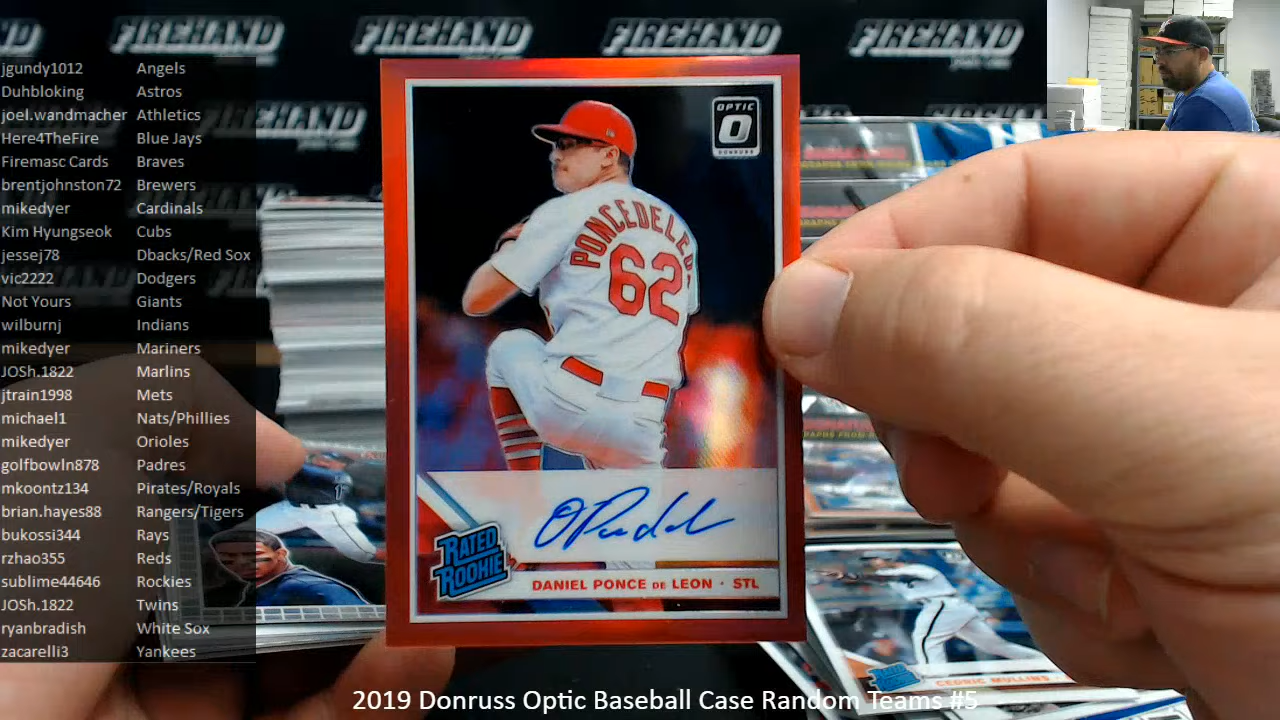 FIREHAND FIREHAND FIREHAND FIREHAND
jgundy1012 Angels
Duhbloking Astros
joel.wandmacher Athletics
Here4TheFire Blue Jays
Firemasc Cards Braves
brentjohnston72 Brewers
mikedyer Cardinals
Kim Hyungseok Cubs
jessej78 Dbacks/Red Sox
vic2222 Dodgers
Not Yours Giants
wilburnj Indians
mikedyer Mariners
JOSh.1822 Marlins
jtrain1998 Mets
michael1 Nats/Phillies
mikedyer Orioles
golfbowln878 Padres
mkoontz134 Pirates/Royals
brian.hayes88 Rangers/Tigers
bukossi344 Rays
rzhao355 Reds
sublime44646 Rockies
JOSh.1822 Twins
ryanbradish White Sox
zacarelli3 Yankees
OPTIC
O
DONRUSS
PONCEDELEO
62
RATED
ROOKIE
DANIEL PONCE DE LEON · STL
CEDRIC MULLINS
2019 Donruss Optic Baseball Case Random Teams #5